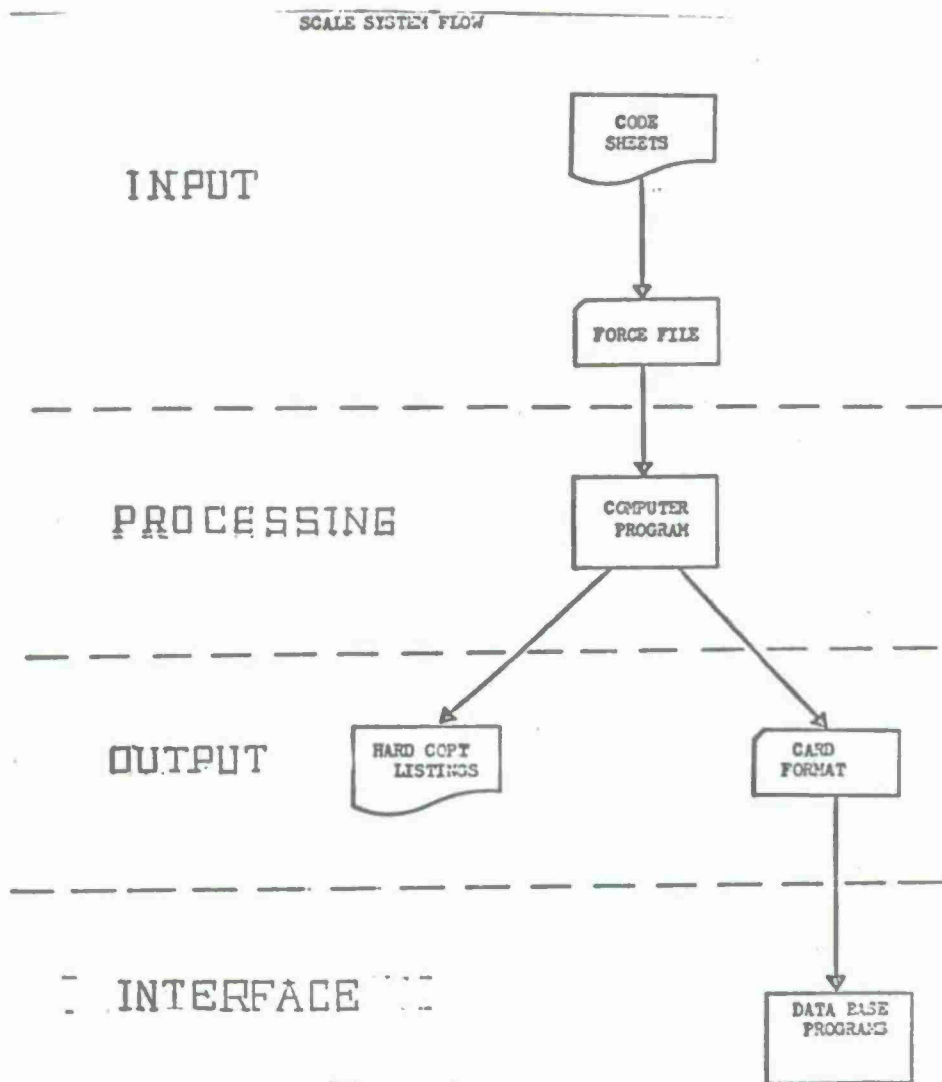 SCALE SYSTEM FLOW
CODE
SHEETS
INPUT
FORCE FILE
PROCESSING
COMPUTER
PROGRAM
OUTPUT
HARD COPY
LISTINGS
CARD
FORMAT
INTERFACE
DATA BASE
PROGRAMS